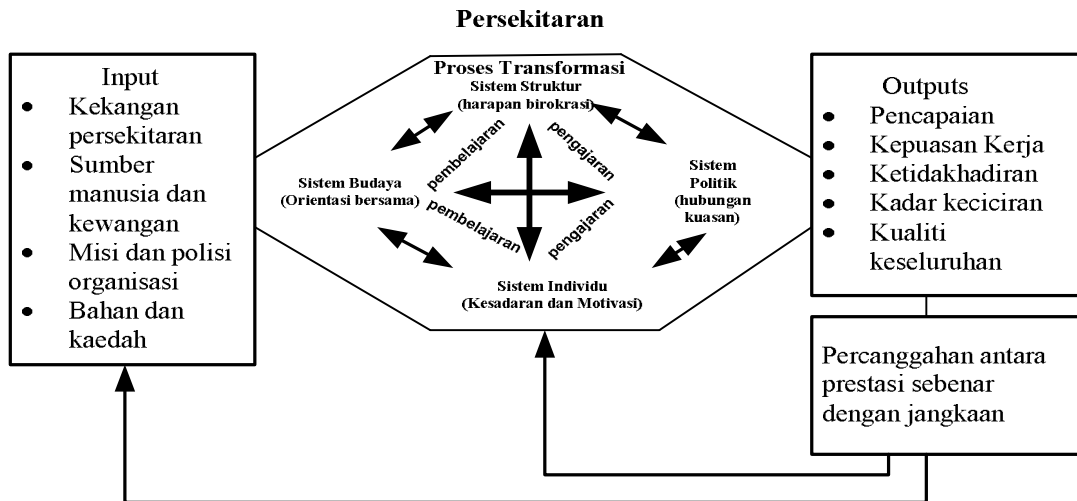 Persekitaran
Input
• Kekangan
persekitaran
• Sumber
manusia dan
kewangan
• Misi dan polisi
organisasi
• Bahan dan
kaedah
Proses Transformasi
Sistem Struktur
(harapan birokrasi)
pembelajaran
pengajaran
Sistem Budaya
(Orientasi bersama)
Sistem
Politik
(hubungan
kuasan)
pembelajaran
pengajaran
Sistem Individu
(Kesadaran dan Motivasi)
Outputs
• Pencapaian
• Kepuasan Kerja
• Ketidakhadiran
• Kadar keciciran
• Kualiti
keseluruhan
Percanggahan antara
prestasi sebenar
dengan jangkaan